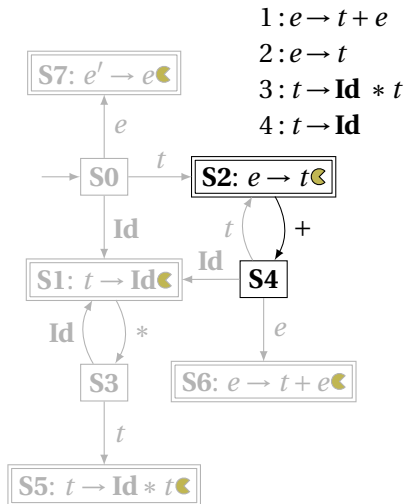 1 : e → t + e
2 : e → t
3 : t → Id * t
4 : t → Id
S7: e′ → e
e
S0
t
S2: e → t
Id
t
+
S1: t → Id
Id
S4
Id
*
e
S3
S6: e → t + e
t
S5: t → Id * t